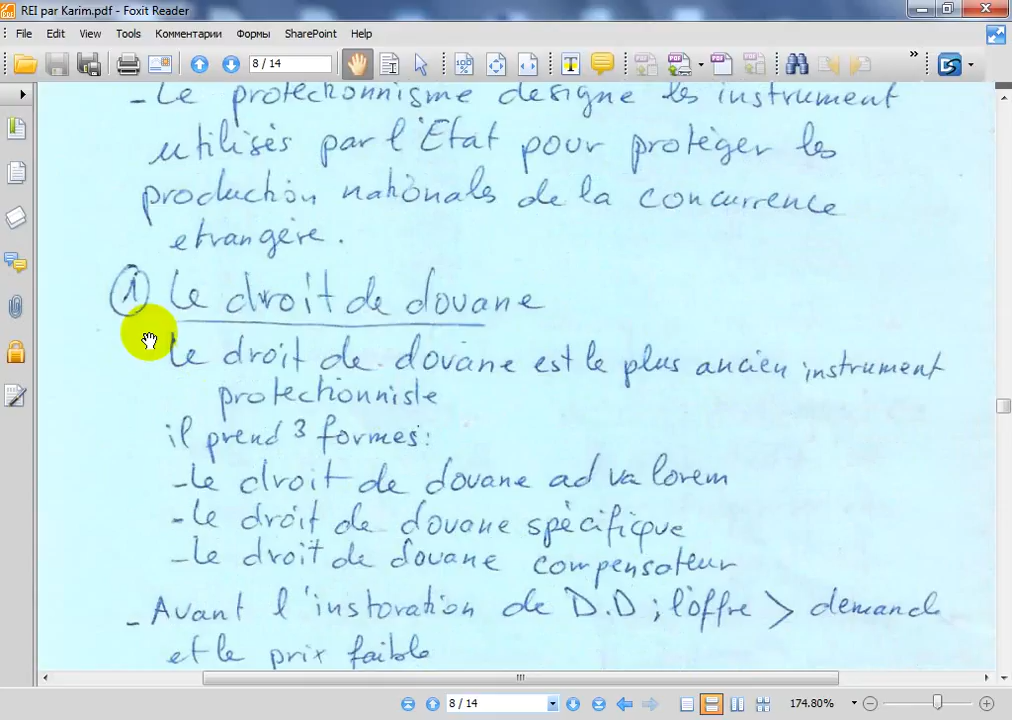 REI par Karim.pdf - Foxit Reader
File Edit View Tools Комментарии Формы SharePoint Help
8 / 14
- Le protectionnisme designe les instrument
utilisés par l'Etat pour protèger les
production nationales de la concurrence
etrangère.
1 Le droit de douane
Le droit de douane est le plus ancien instrument
protectionniste
il prend 3 formes:
- Le droit de douane ad valorem
- le droit de douane spècifique
- le droit de douane compensateur
- Avant l'instoration de D.D ; l'offre > demande
et le prix faible
8 / 14 174.80%